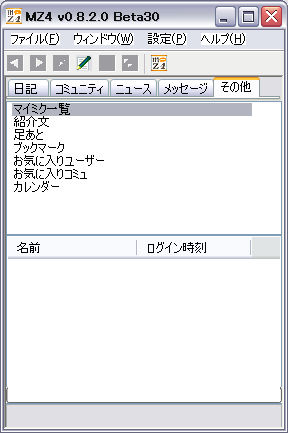 MZ4 v0.8.2.0 Beta30
ファイル(F) ウィンドウ(W) 設定(P) ヘルプ(H)
日記 コミュニティ ニュース メッセージ その他
マイミク一覧
紹介文
足あと
ブックマーク
お気に入りユーザー
お気に入りコミュ
カレンダー
名前 ログイン時刻